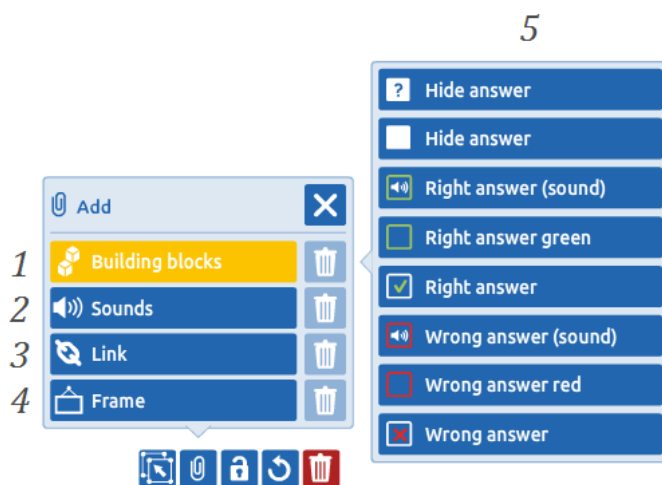 5
Hide answer
Hide answer
Right answer (sound)
Right answer green
Right answer
Wrong answer (sound)
Wrong answer red
Wrong answer
Add
1 Building blocks
2 Sounds
3 Link
4 Frame